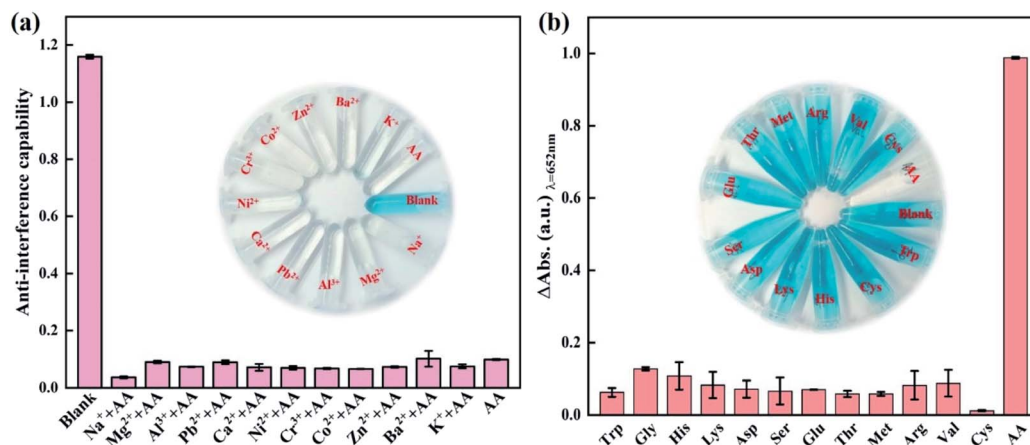 (a)
Anti-interference capability
1.2
1.0
0.8
0.6
0.4
0.2
0.0
Ba²⁺
K⁺
AA
Blank
Na⁺
Mg²⁺
Al³⁺
Pb²⁺
Ca²⁺
Ni²⁺
Cr³⁺
Co²⁺
Zn²⁺
Blank
Na⁺+AA
Mg²⁺+AA
Al³⁺+AA
Pb²⁺+AA
Ca²⁺+AA
Ni²⁺+AA
Cr³⁺+AA
Co²⁺+AA
Zn²⁺+AA
Ba²⁺+AA
K⁺+AA
AA
(b)
ΔAbs. (a.u.) λ=652nm
1.0
0.8
0.6
0.4
0.2
0.0
Arg
Val
Cys
AA
Blank
Trp
Cys
His
Lys
Asp
Ser
Glu
Thr
Met
Trp
Gly
His
Lys
Asp
Ser
Glu
Thr
Met
Arg
Val
Cys
AA